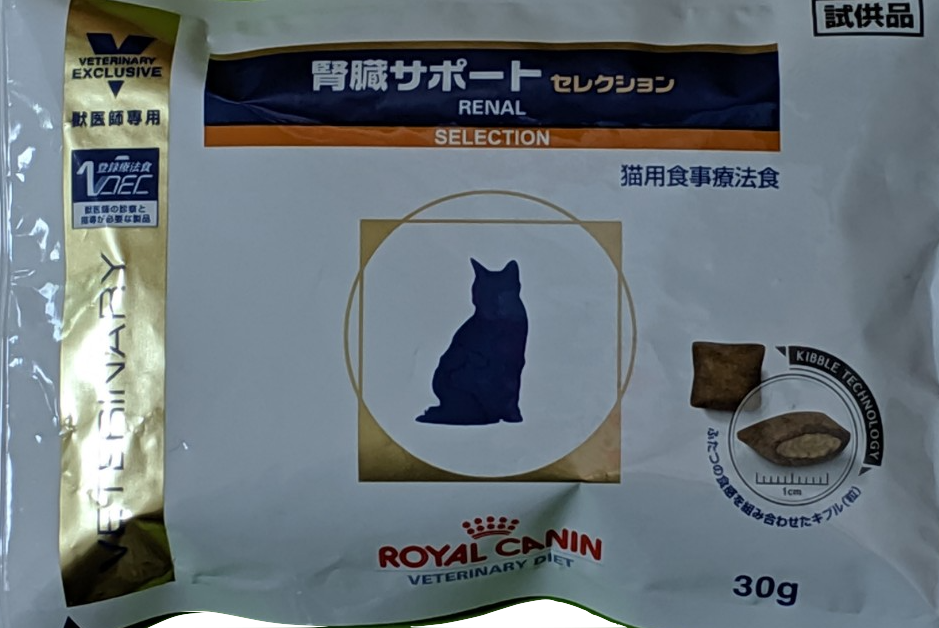 試供品
VETERINARY
EXCLUSIVE
獣医師専用
登録療法食
VDEC
獣医師の診察と
指導が必要な製品
VETERINARY
腎臓サポート セレクション
RENAL
SELECTION
猫用食事療法食
KIBBLE TECHNOLOGY
1cm
ふたつの食感を組み合わせたキブル(粒)
ROYAL CANIN
VETERINARY DIET
30g